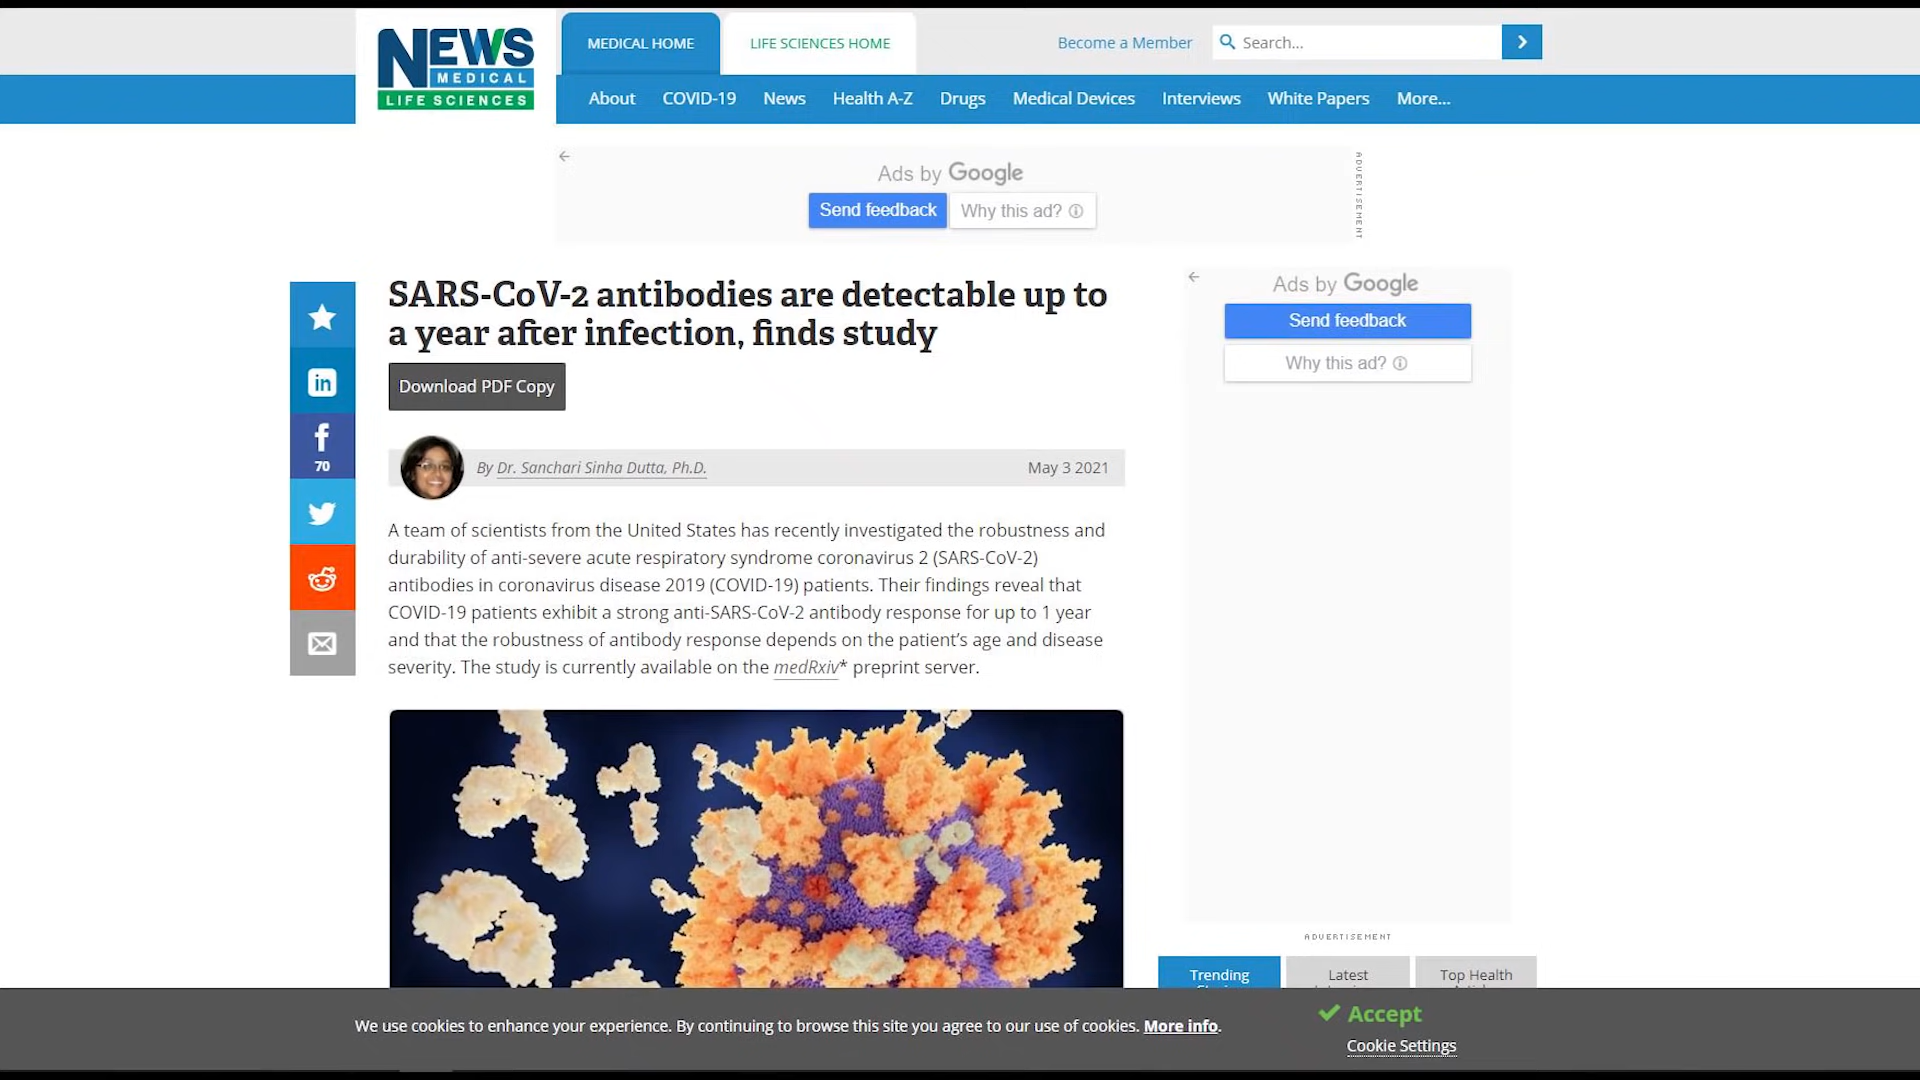 NEWS
MEDICAL
LIFE SCIENCES
MEDICAL HOME
LIFE SCIENCES HOME
Become a Member
Search...
About
COVID-19
News
Health A-Z
Drugs
Medical Devices
Interviews
White Papers
More...
Ads by Google
Send feedback
Why this ad?
ADVERTISEMENT
SARS-CoV-2 antibodies are detectable up to
a year after infection, finds study
Download PDF Copy
By Dr. Sanchari Sinha Dutta, Ph.D.
May 3 2021
70
A team of scientists from the United States has recently investigated the robustness and
durability of anti-severe acute respiratory syndrome coronavirus 2 (SARS-CoV-2)
antibodies in coronavirus disease 2019 (COVID-19) patients. Their findings reveal that
COVID-19 patients exhibit a strong anti-SARS-CoV-2 antibody response for up to 1 year
and that the robustness of antibody response depends on the patient's age and disease
severity. The study is currently available on the medRxiv* preprint server.
Ads by Google
Send feedback
Why this ad?
ADVERTISEMENT
Trending
Latest
Top Health
We use cookies to enhance your experience. By continuing to browse this site you agree to our use of cookies. More info.
Accept
Cookie Settings